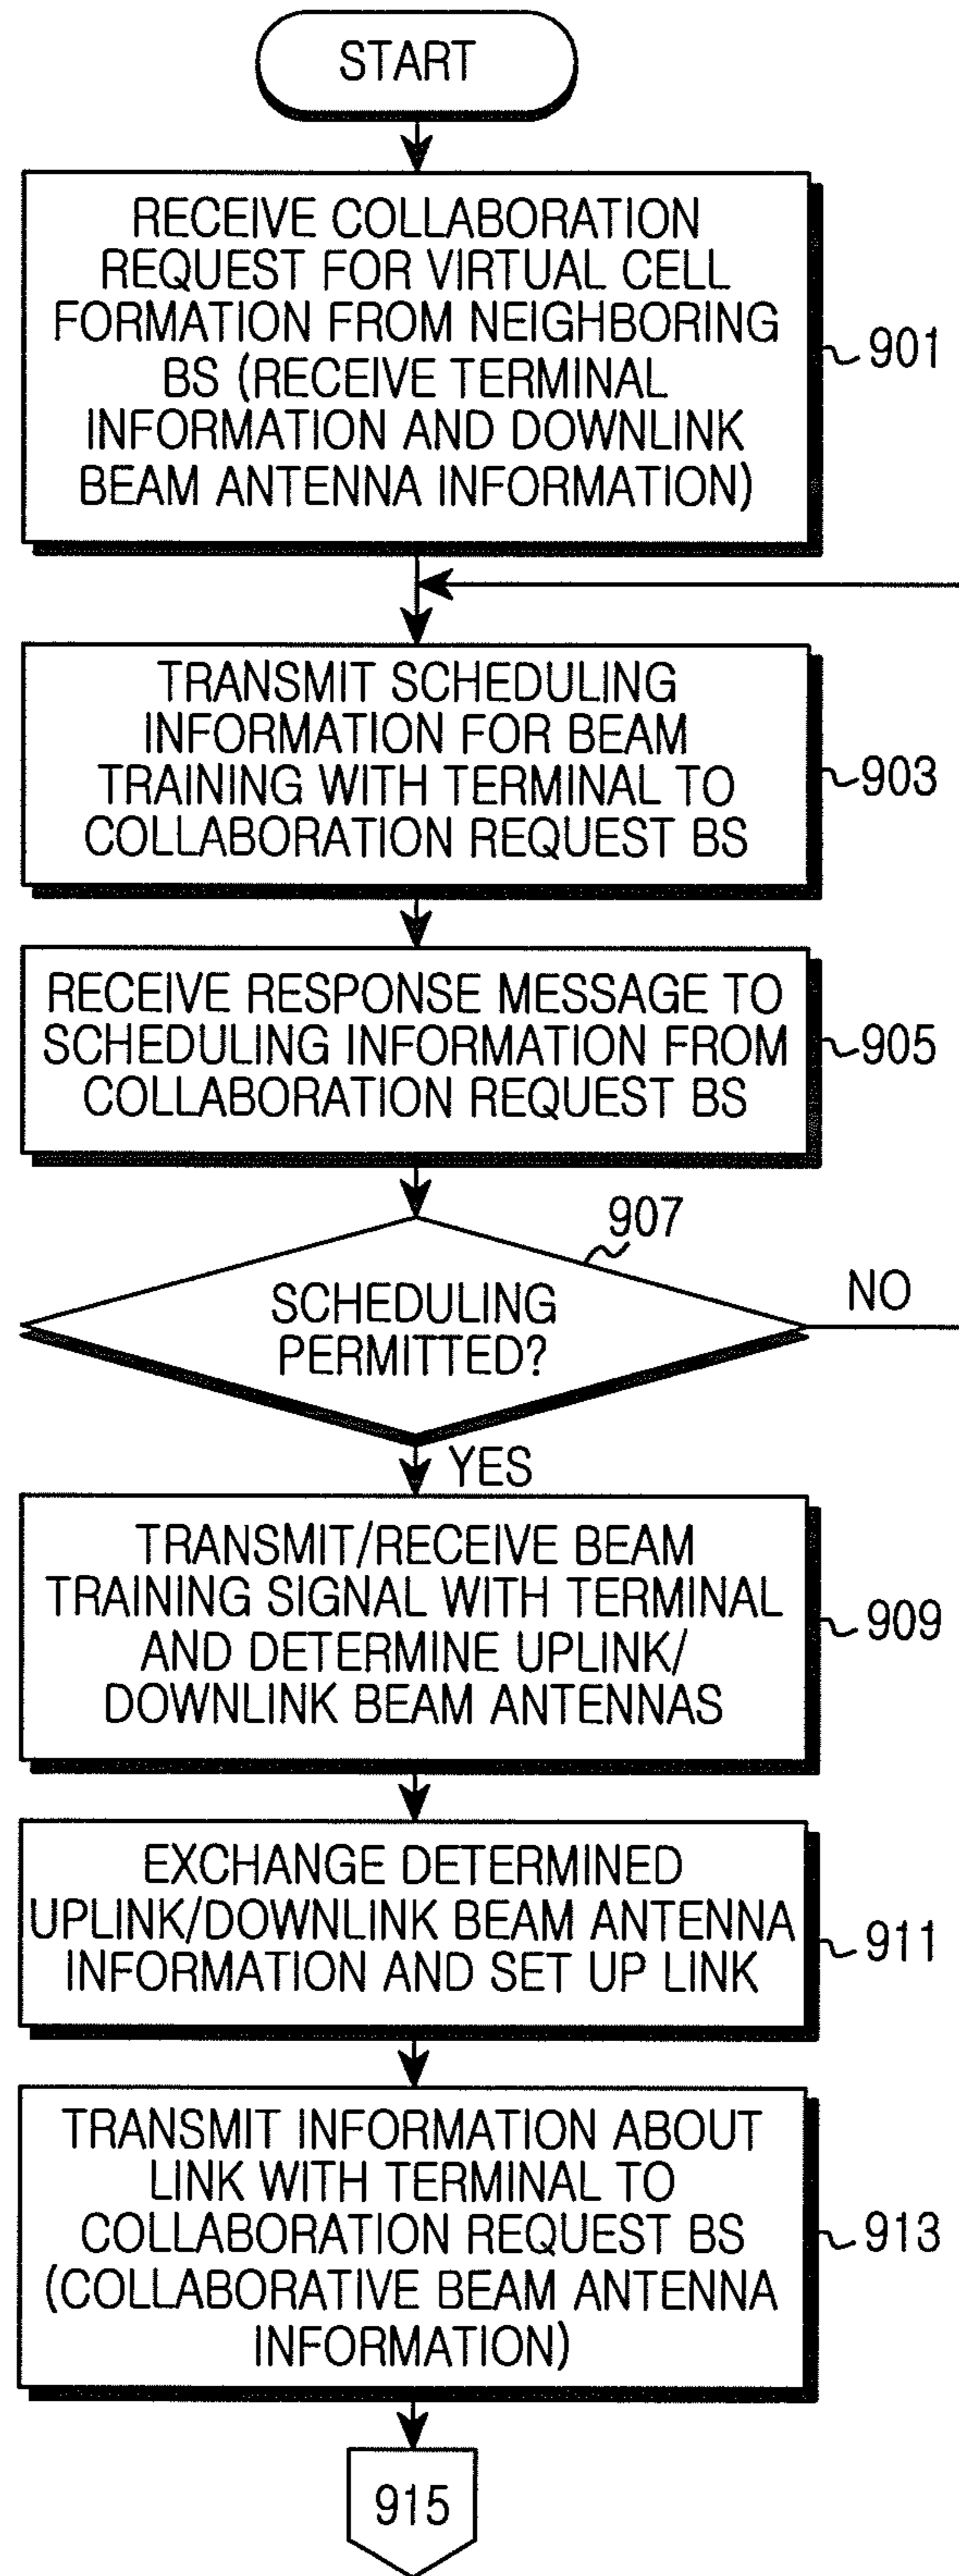 START
RECEIVE COLLABORATION
REQUEST FOR VIRTUAL CELL
FORMATION FROM NEIGHBORING
BS (RECEIVE TERMINAL
INFORMATION AND DOWNLINK
BEAM ANTENNA INFORMATION)
901
TRANSMIT SCHEDULING
INFORMATION FOR BEAM
TRAINING WITH TERMINAL TO
COLLABORATION REQUEST BS
903
RECEIVE RESPONSE MESSAGE TO
SCHEDULING INFORMATION FROM
COLLABORATION REQUEST BS
905
907
SCHEDULING
PERMITTED?
NO
YES
TRANSMIT/RECEIVE BEAM
TRAINING SIGNAL WITH TERMINAL
AND DETERMINE UPLINK/
DOWNLINK BEAM ANTENNAS
909
EXCHANGE DETERMINED
UPLINK/DOWNLINK BEAM ANTENNA
INFORMATION AND SET UP LINK
911
TRANSMIT INFORMATION ABOUT
LINK WITH TERMINAL TO
COLLABORATION REQUEST BS
(COLLABORATIVE BEAM ANTENNA
INFORMATION)
913
915